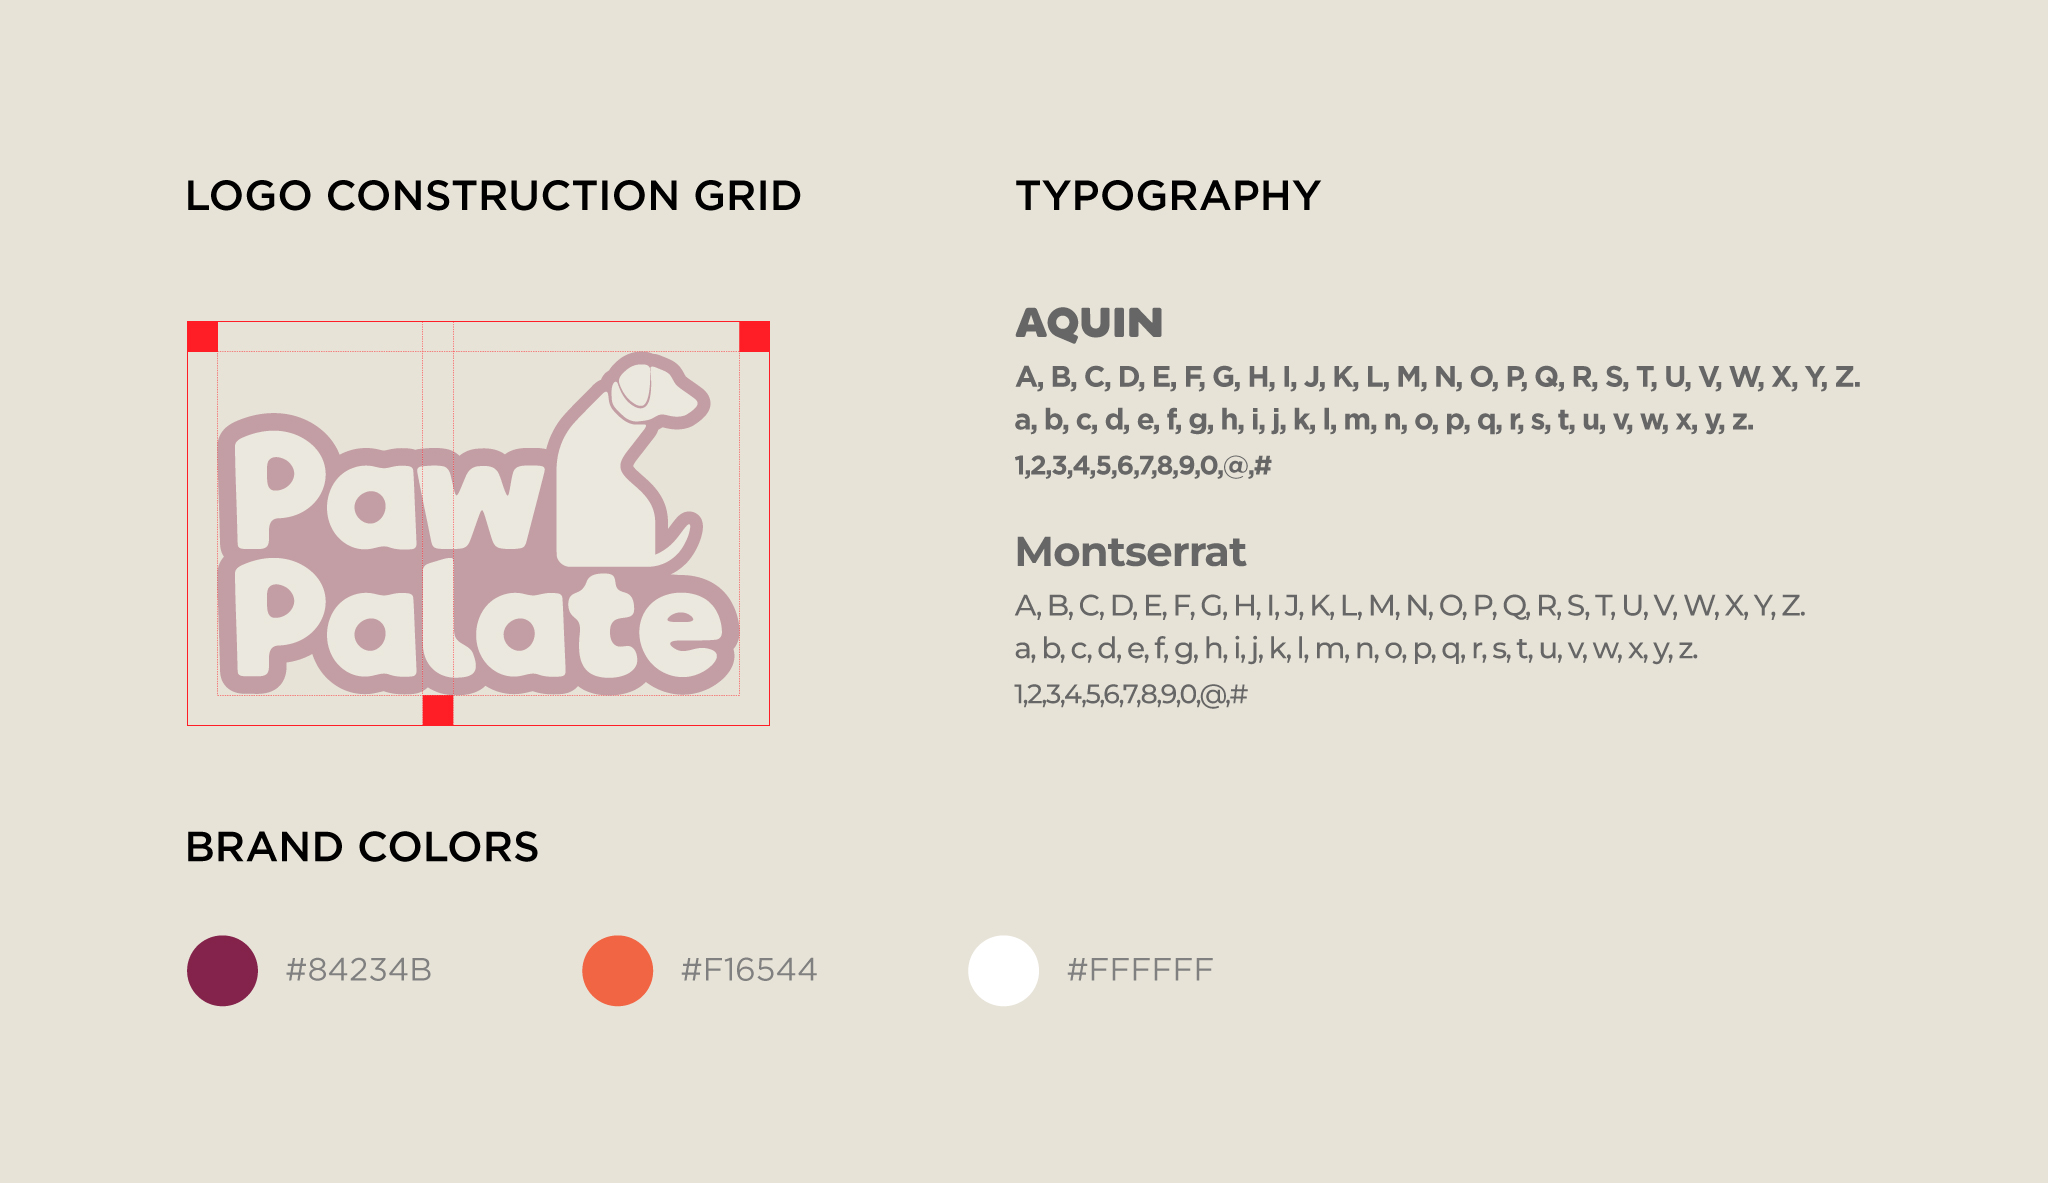 LOGO CONSTRUCTION GRID
Paw
Palate
TYPOGRAPHY
AQUIN
A, B, C, D, E, F, G, H, I, J, K, L, M, N, O, P, Q, R, S, T, U, V, W, X, Y, Z.
a, b, c, d, e, f, g, h, i, j, k, l, m, n, o, p, q, r, s, t, u, v, w, x, y, z.
1,2,3,4,5,6,7,8,9,0,@,#
Montserrat
A, B, C, D, E, F, G, H, I, J, K, L, M, N, O, P, Q, R, S, T, U, V, W, X, Y, Z.
a, b, c, d, e, f, g, h, i, j, k, l, m, n, o, p, q, r, s, t, u, v, w, x, y, z.
1,2,3,4,5,6,7,8,9,0,@,#
BRAND COLORS
#84234B
#F16544
#FFFFFF